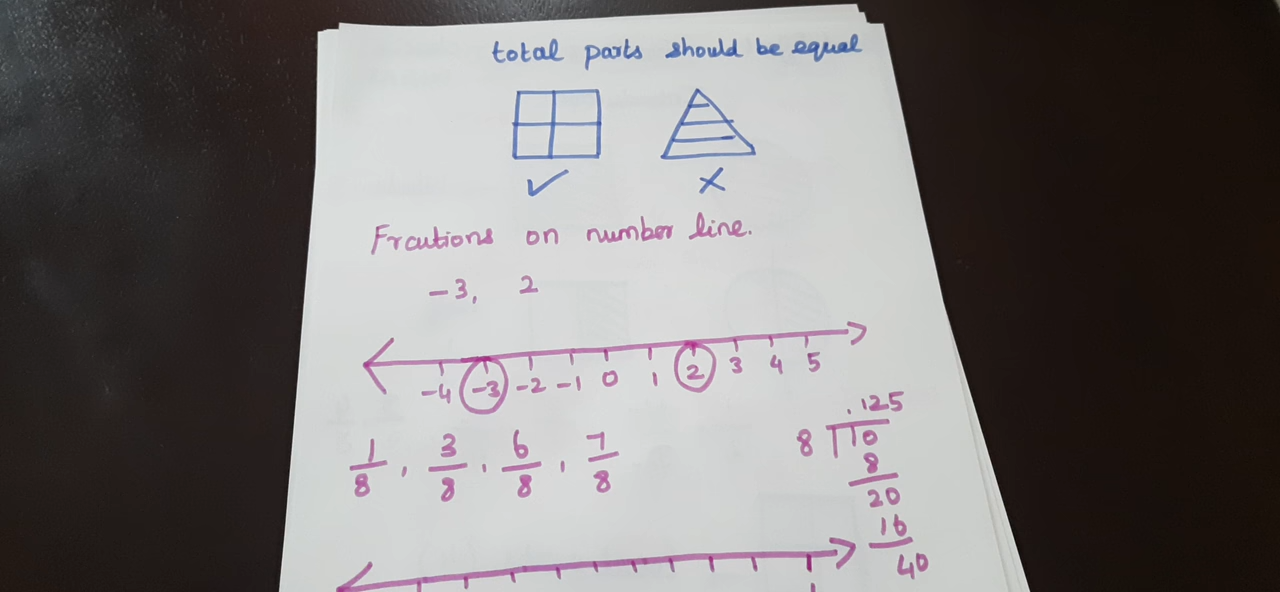 total parts should be equal
Frcutions on number line.
-3, 2
-4 -3 -2 -1 0 1 2 3 4 5
1/8, 3/8, 6/8, 7/8
.125
8 10
8
20
16
40